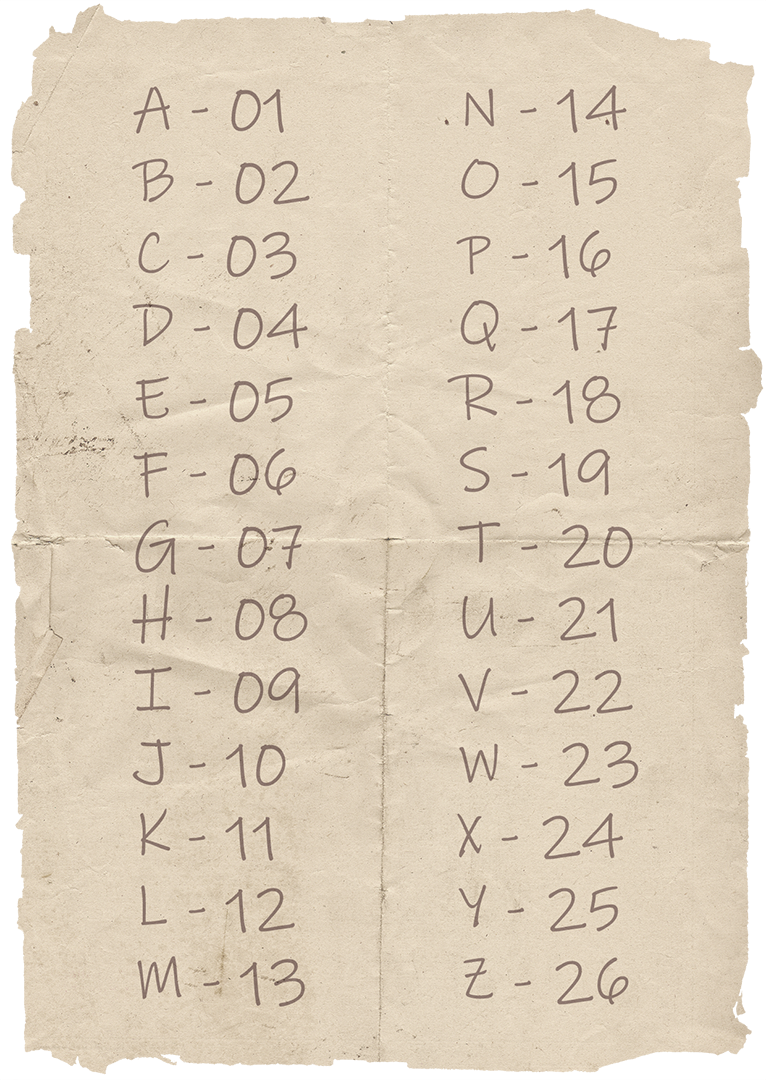 A - 01
B - 02
C - 03
D - 04
E - 05
F - 06
G - 07
H - 08
I - 09
J - 10
K - 11
L - 12
M - 13
N - 14
O - 15
P - 16
Q - 17
R - 18
S - 19
T - 20
U - 21
V - 22
W - 23
X - 24
Y - 25
Z - 26